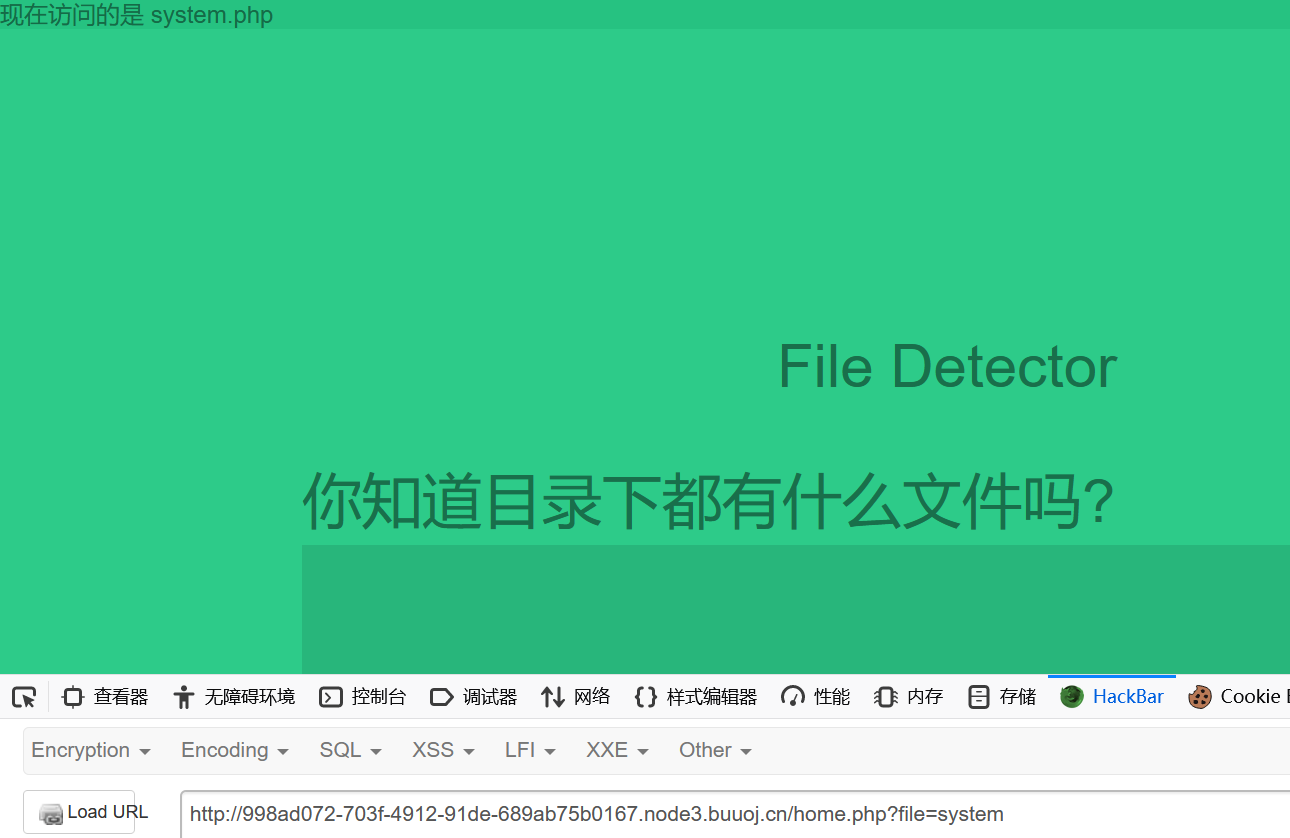 现在访问的是 system.php
File Detector
你知道目录下都有什么文件吗?
查看器 无障碍环境 控制台 调试器 网络 样式编辑器 性能 内存 存储 HackBar Cookie E
Encryption Encoding SQL XSS LFI XXE Other
Load URL http://998ad072-703f-4912-91de-689ab75b0167.node3.buuoj.cn/home.php?file=system